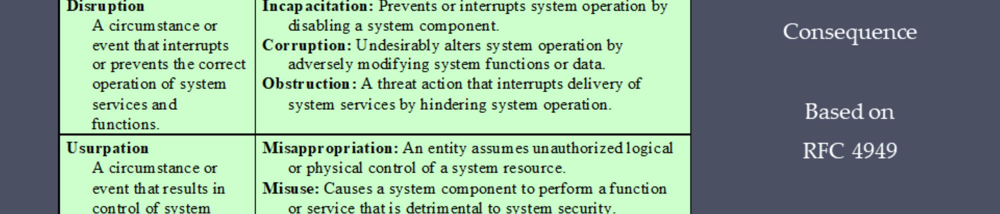 Disruption
A circumstance or
event that interrupts
or prevents the correct
operation of system
services and
functions.
Incapacitation: Prevents or interrupts system operation by
disabling a system component.
Corruption: Undesirably alters system operation by
adversely modifying system functions or data.
Obstruction: A threat action that interrupts delivery of
system services by hindering system operation.
Usurpation
A circumstance or
event that results in
control of system
Misappropriation: An entity assumes unauthorized logical
or physical control of a system resource.
Misuse: Causes a system component to perform a function
or service that is detrimental to system security.
Consequence
Based on
RFC 4949